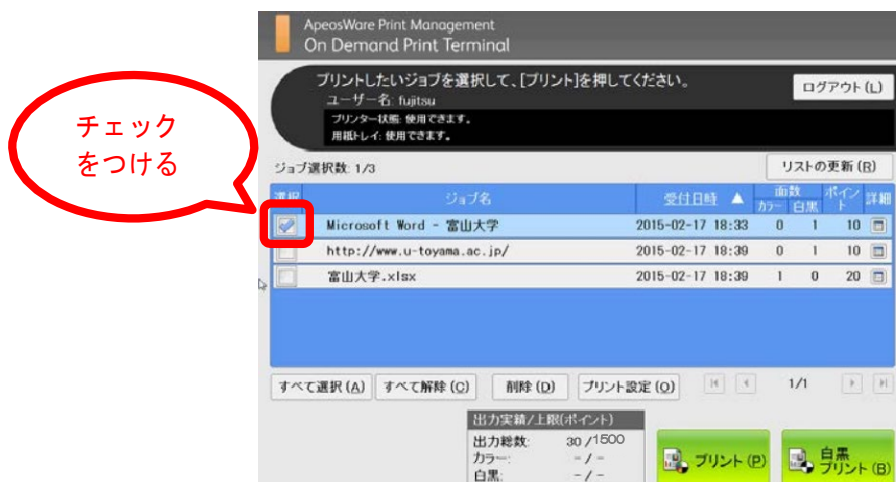 ApeosWare Print Management
On Demand Print Terminal
プリントしたいジョブを選択して、[プリント]を押してください。
ログアウト(L)
ユーザー名: fujitsu
プリンター状態: 使用できます。
用紙トレイ: 使用できます。
チェック
をつける
ジョブ選択数: 1/3
リストの更新(R)
選択 ジョブ名 受付日時 ▲ 面数 カラー 白黒 ポイント 詳細
Microsoft Word - 富山大学 2015-02-17 18:33 0 1 10
http://www.u-toyama.ac.jp/ 2015-02-17 18:39 0 1 10
富山大学.xlsx 2015-02-17 18:39 1 0 20
すべて選択(A) すべて解除(C) 削除(D) プリント設定(O) 1/1
出力実績/上限(ポイント)
出力総数: 30/1500
カラー: -/-
白黒: -/-
プリント(P)
白黒
プリント(B)